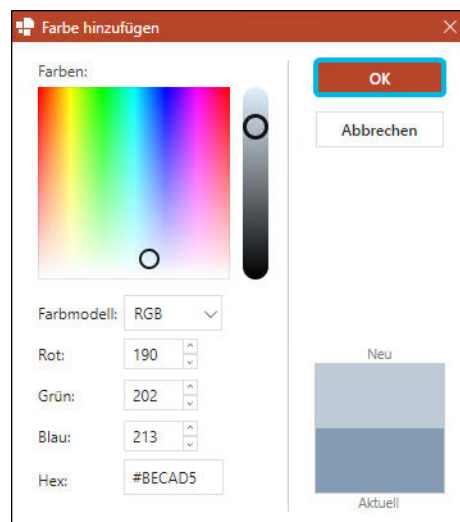 Farbe hinzufügen
Farben:
OK
Abbrechen
Farbmodell: RGB
Rot: 190
Grün: 202
Blau: 213
Hex: #BECAD5
Neu
Aktuell